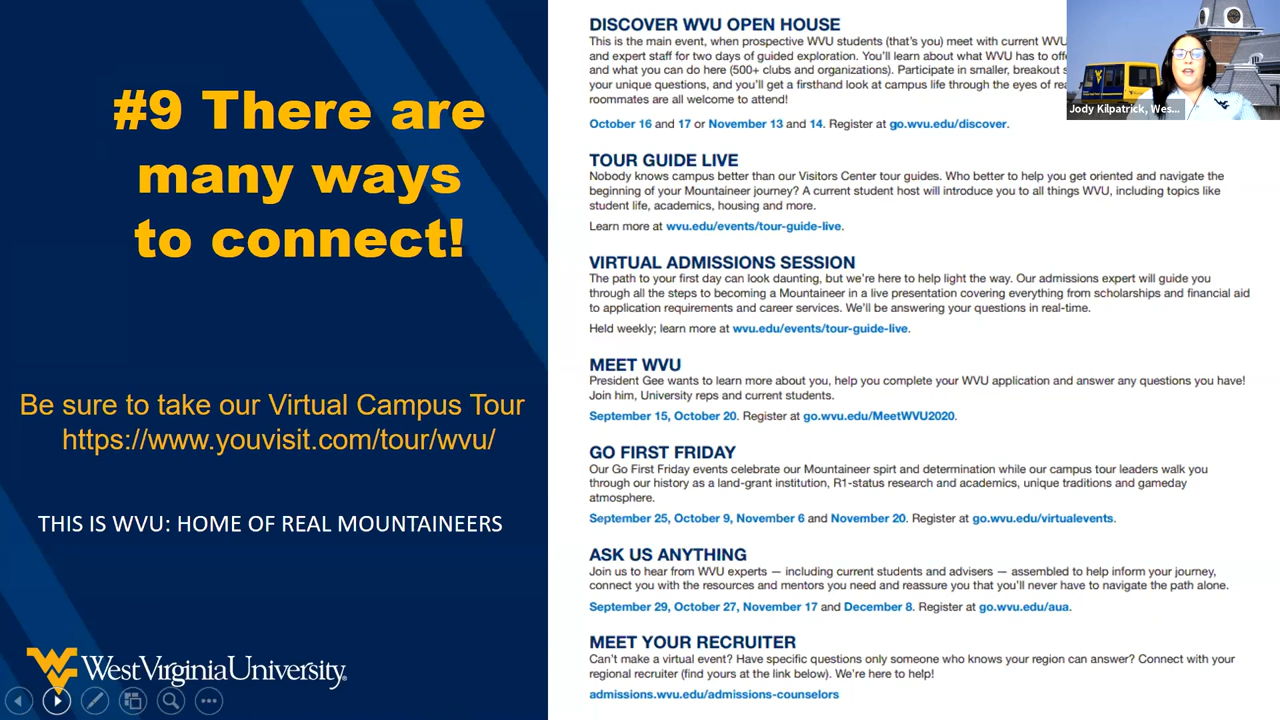 #9 There are
many ways
to connect!
Be sure to take our Virtual Campus Tour
https://www.youvisit.com/tour/wvu/
THIS IS WVU: HOME OF REAL MOUNTAINEERS
WestVirginiaUniversity®
DISCOVER WVU OPEN HOUSE
This is the main event, when prospective WVU students (that's you) meet with current WVU
and expert staff for two days of guided exploration. You'll learn about what WVU has to
and what you can do here (500+ clubs and organizations). Participate in smaller, breakout
your unique questions, and you'll get a firsthand look at campus life through the eyes of
roommates are all welcome to attend!
October 16 and 17 or November 13 and 14. Register at go.wvu.edu/discover.
TOUR GUIDE LIVE
Nobody knows campus better than our Visitors Center tour guides. Who better to help you get oriented and navigate the
beginning of your Mountaineer journey? A current student host will introduce you to all things WVU, including topics like
student life, academics, housing and more.
Learn more at wvu.edu/events/tour-guide-live.
VIRTUAL ADMISSIONS SESSION
The path to your first day can look daunting, but we're here to help light the way. Our admissions expert will guide you
through all the steps to becoming a Mountaineer in a live presentation covering everything from scholarships and financial aid
to application requirements and career services. We'll be answering your questions in real-time.
Held weekly; learn more at wvu.edu/events/tour-guide-live.
MEET WVU
President Gee wants to learn more about you, help you complete your WVU application and answer any questions you have!
Join him, University reps and current students.
September 15, October 20. Register at go.wvu.edu/MeetWVU2020.
GO FIRST FRIDAY
Our Go First Friday events celebrate our Mountaineer spirt and determination while our campus tour leaders walk you
through our history as a land-grant institution, R1-status research and academics, unique traditions and gameday
atmosphere.
September 25, October 9, November 6 and November 20. Register at go.wvu.edu/virtualevents.
ASK US ANYTHING
Join us to hear from WVU experts — including current students and advisers — assembled to help inform your journey,
connect you with the resources and mentors you need and reassure you that you'll never have to navigate the path alone.
September 29, October 27, November 17 and December 8. Register at go.wvu.edu/aua.
MEET YOUR RECRUITER
Can't make a virtual event? Have specific questions only someone who knows your region can answer? Connect with your
regional recruiter (find yours at the link below). We're here to help!
admissions.wvu.edu/admissions-counselors
Jody Kilpatrick, Wes...